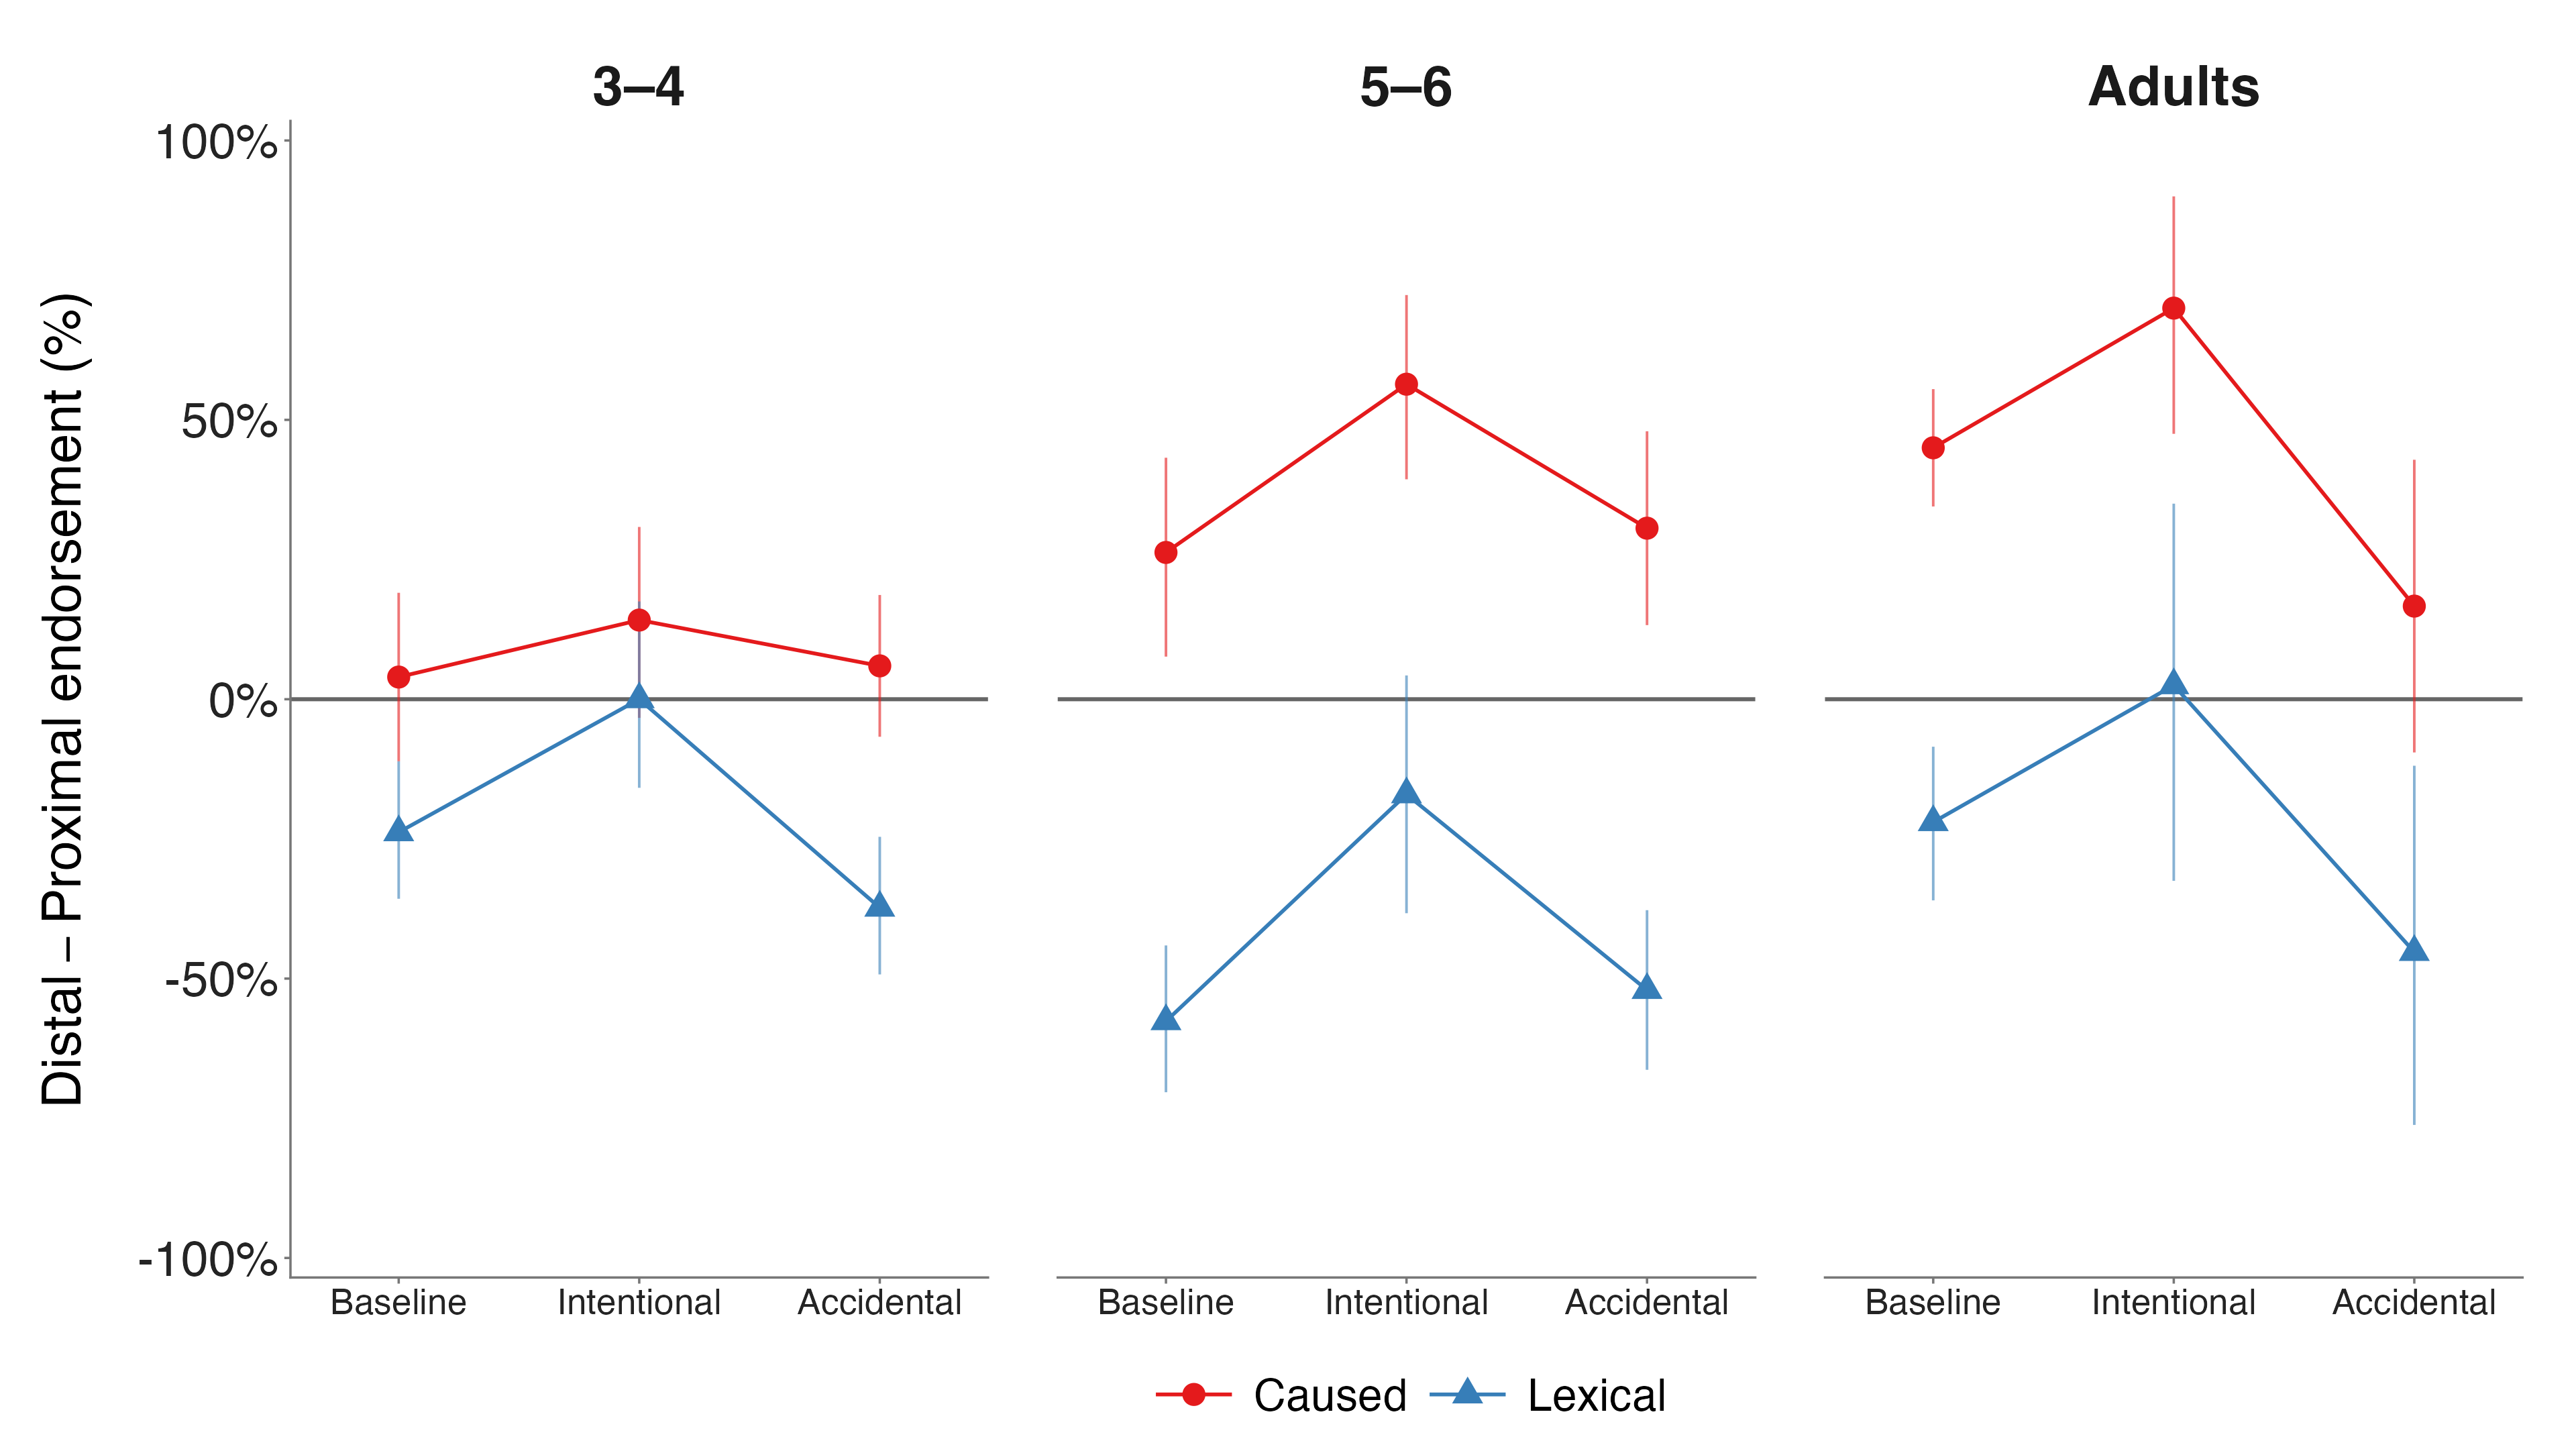 3–4 5–6 Adults
Distal – Proximal endorsement (%)
100%
50%
0%
-50%
-100%
Baseline Intentional Accidental Baseline Intentional Accidental Baseline Intentional Accidental
Caused Lexical